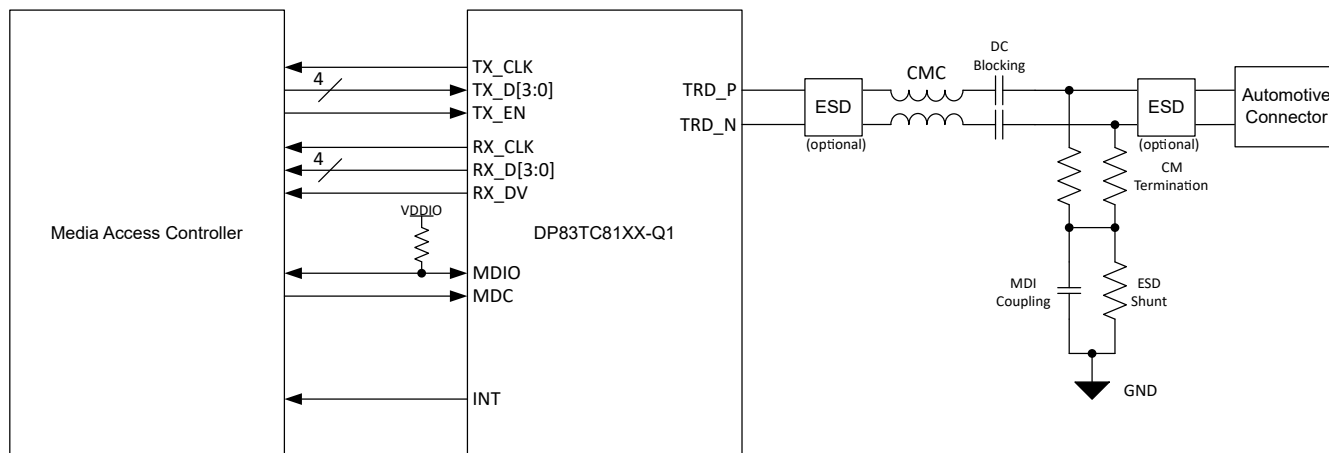 Media Access Controller
4
4
VDDIO
TX_CLK
TX_D[3:0]
TX_EN
RX_CLK
RX_D[3:0]
RX_DV
DP83TC81XX-Q1
MDIO
MDC
INT
TRD_P
TRD_N
ESD
(optional)
CMC
DC
Blocking
ESD
(optional)
Automotive
Connector
CM
Termination
MDI
Coupling
ESD
Shunt
GND